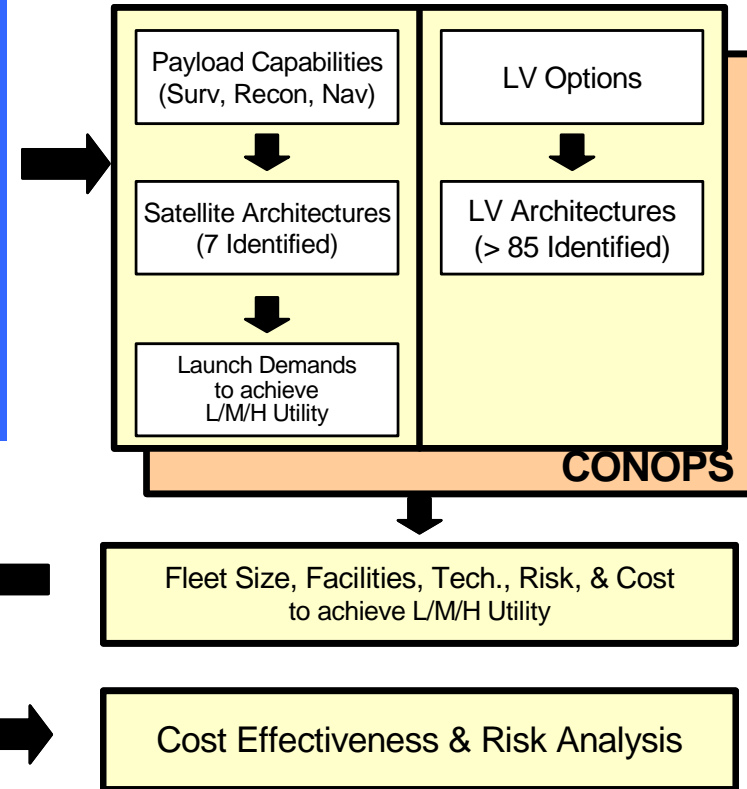 Payload Capabilities
(Surv, Recon, Nav)
Satellite Architectures
(7 Identified)
Launch Demands
to achieve
L/M/H Utility
LV Options
LV Architectures
(> 85 Identified)
CONOPS
Fleet Size, Facilities, Tech., Risk, & Cost
to achieve L/M/H Utility
Cost Effectiveness & Risk Analysis